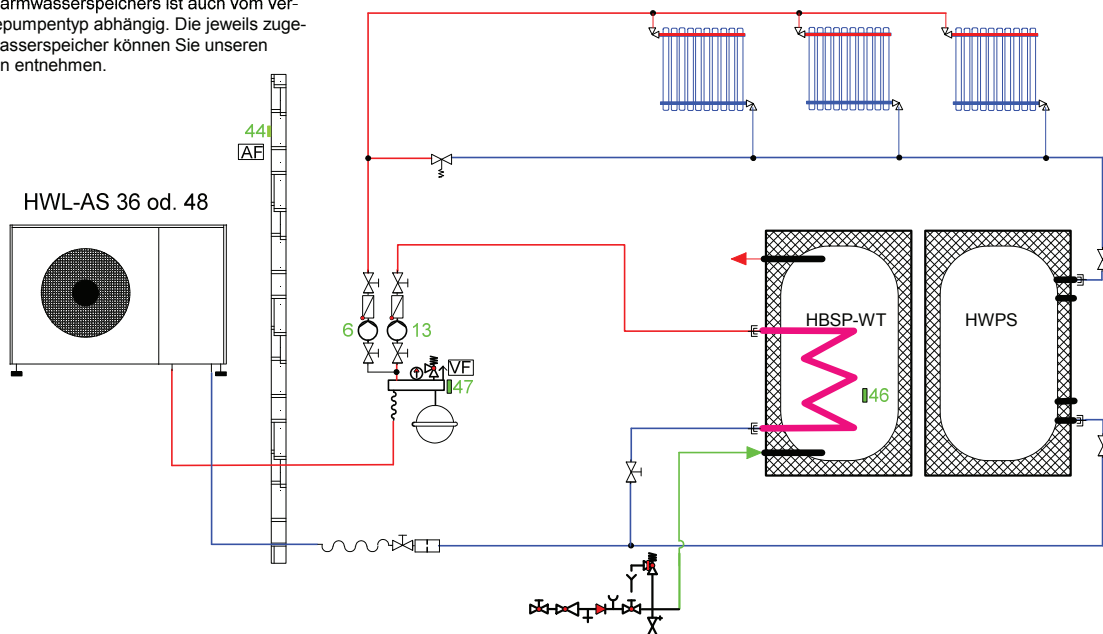 armwasserspeichers ist auch vom Ver-
epumpentyp abhängig. Die jeweils zuge-
wasserspeicher können Sie unseren
n entnehmen.
44
AF
HWL-AS 36 od. 48
6
13
VF
47
HBSP-WT
HWPS
46